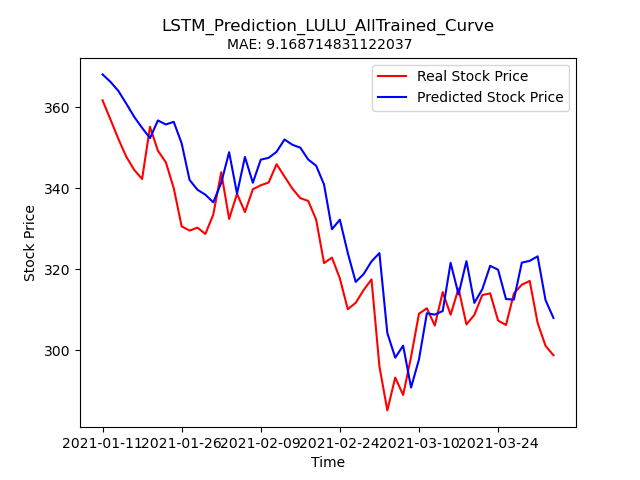 LSTM_Prediction_LULU_AllTrained_Curve
MAE: 9.168714831122037
Real Stock Price
Predicted Stock Price
Stock Price
360
340
320
300
2021-01-11 2021-01-26 2021-02-09 2021-02-24 2021-03-10 2021-03-24
Time